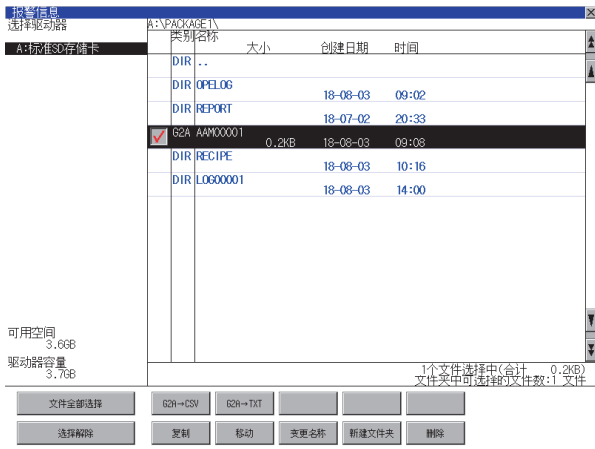 报警信息
选择驱动器
A:\PACKAGE1\
A:标准SD存储卡
类别 名称
大小 创建日期 时间
DIR ..
DIR OPELOG
18-08-03 09:02
DIR REPORT
18-07-02 20:33
G2A AAM00001
0.2KB 18-08-03 09:08
DIR RECIPE
18-08-03 10:16
DIR LOG00001
18-08-03 14:00
可用空间
3.6GB
驱动器容量
3.7GB
1个文件选择中(合计 0.2KB)
文件夹中可选择的文件数:1 文件
文件全部选择 G2A→CSV G2A→TXT
选择解除 复制 移动 变更名称 新建文件夹 删除